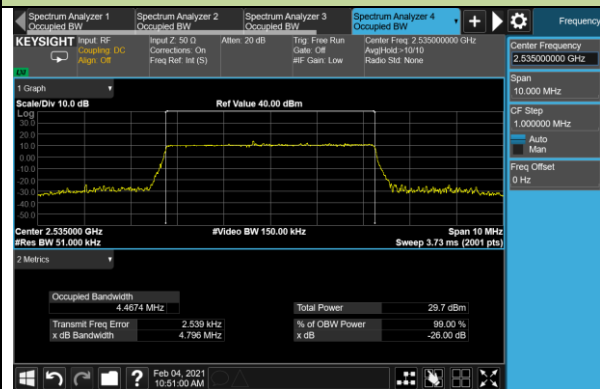 Spectrum Analyzer 1
Occupied BW
Spectrum Analyzer 2
Occupied BW
Spectrum Analyzer 3
Occupied BW
Spectrum Analyzer 4
Occupied BW
Frequency
KEYSIGHT
Input: RF
Coupling: DC
Align: Off
Input Z: 50 Ω
Corrections: On
Freq Ref: Int (S)
Atten: 20 dB
Trig: Free Run
Gate: Off
#IF Gain: Low
Center Freq: 2.535000000 GHz
Avg|Hold:>10/10
Radio Std: None
Center Frequency
2.535000000 GHz
Span
10.000 MHz
CF Step
1.000000 MHz
Auto
Man
Freq Offset
0 Hz
1 Graph
Scale/Div 10.0 dB
Ref Value 40.00 dBm
Log
30.0
20.0
10.0
0.00
-10.0
-20.0
-30.0
-40.0
-50.0
Center 2.535000 GHz
#Res BW 51.000 kHz
#Video BW 150.00 kHz
Span 10 MHz
Sweep 3.73 ms (2001 pts)
2 Metrics
Occupied Bandwidth
4.4674 MHz
Total Power 29.7 dBm
Transmit Freq Error 2.539 kHz
% of OBW Power 99.00 %
x dB Bandwidth 4.796 MHz
x dB -26.00 dB
?
Feb 04, 2021
10:51:00 AM